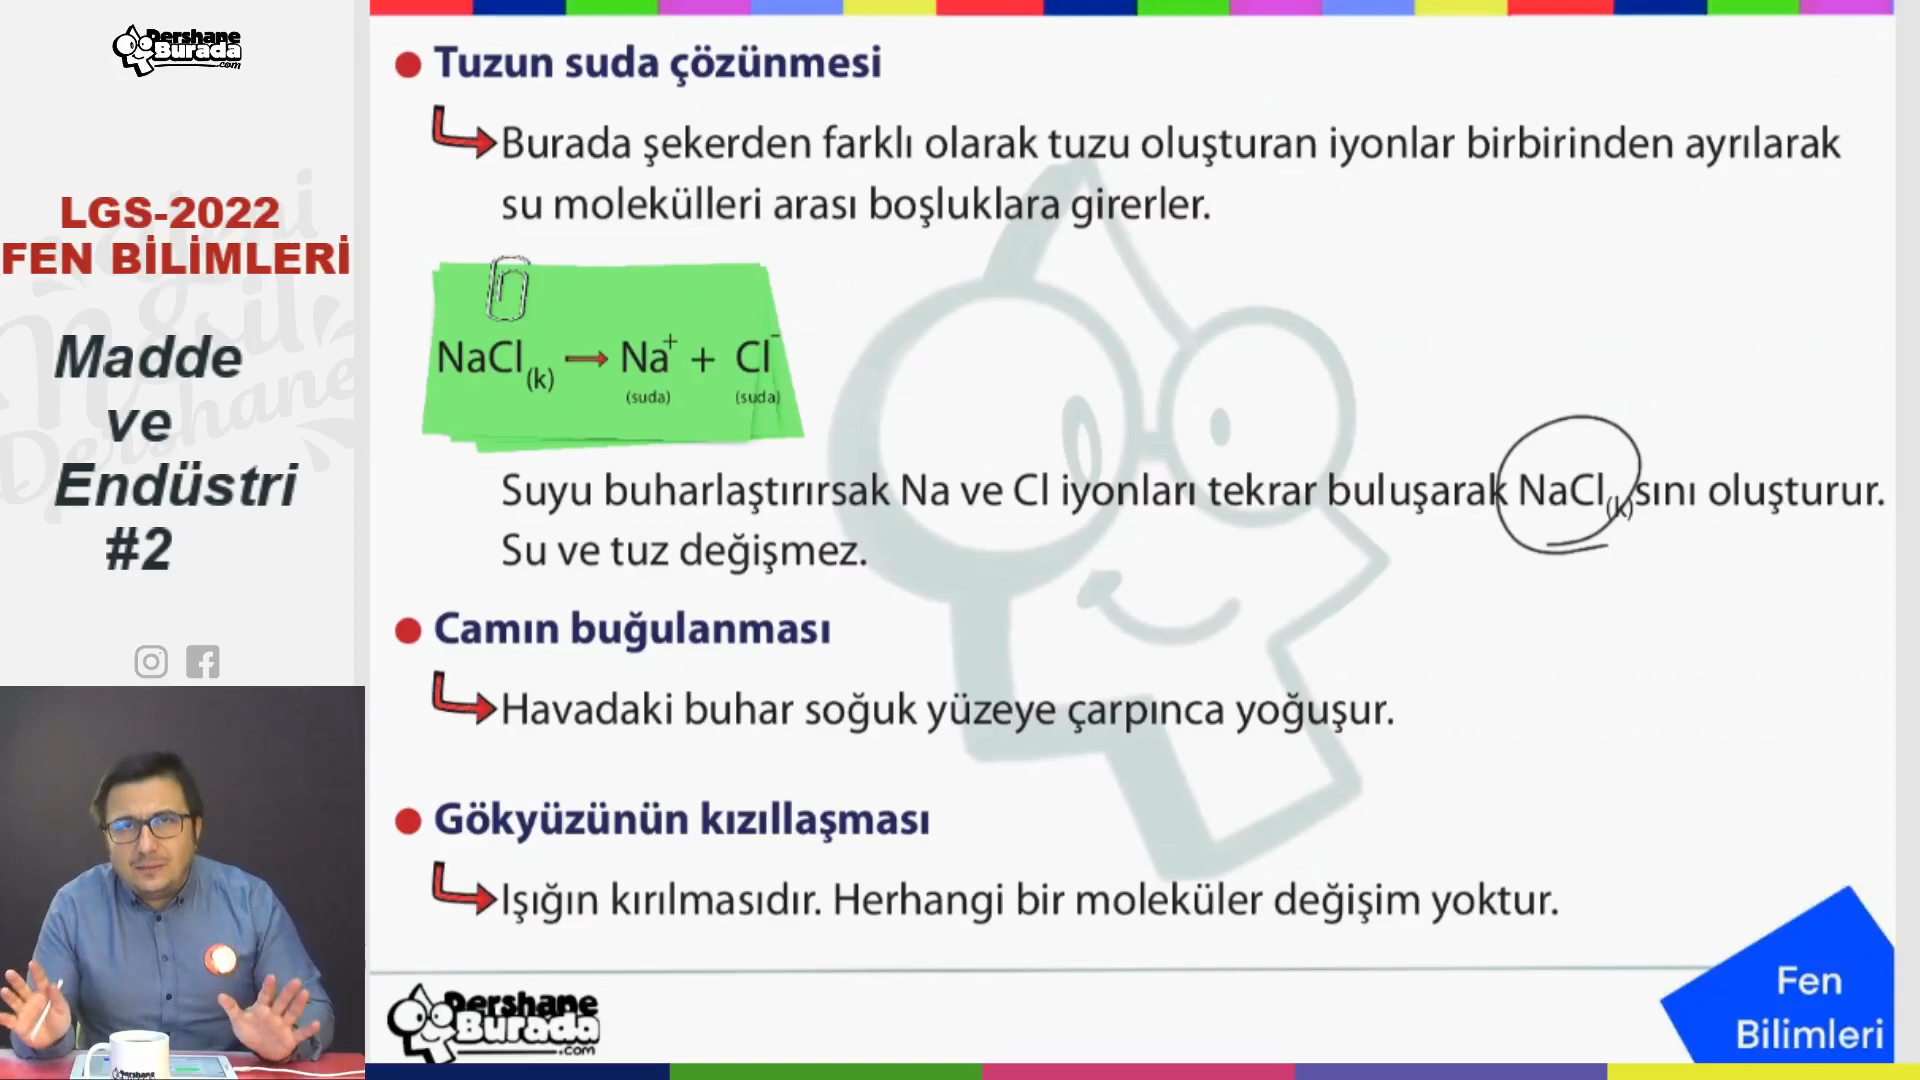 Dershane
Burada
.com
LGS-2022
FEN BİLİMLERİ
Madde
ve
Endüstri
#2
Tuzun suda çözünmesi
Burada şekerden farklı olarak tuzu oluşturan iyonlar birbirinden ayrılarak
su molekülleri arası boşluklara girerler.
NaCl(k) → Na⁺ + Cl⁻
(suda) (suda)
Suyu buharlaştırırsak Na ve Cl iyonları tekrar buluşarak NaCl(k)sını oluşturur.
Su ve tuz değişmez.
Camın buğulanması
Havadaki buhar soğuk yüzeye çarpınca yoğuşur.
Gökyüzünün kızıllaşması
Işığın kırılmasıdır. Herhangi bir moleküler değişim yoktur.
Dershane
Burada
.com
Fen
Bilimleri